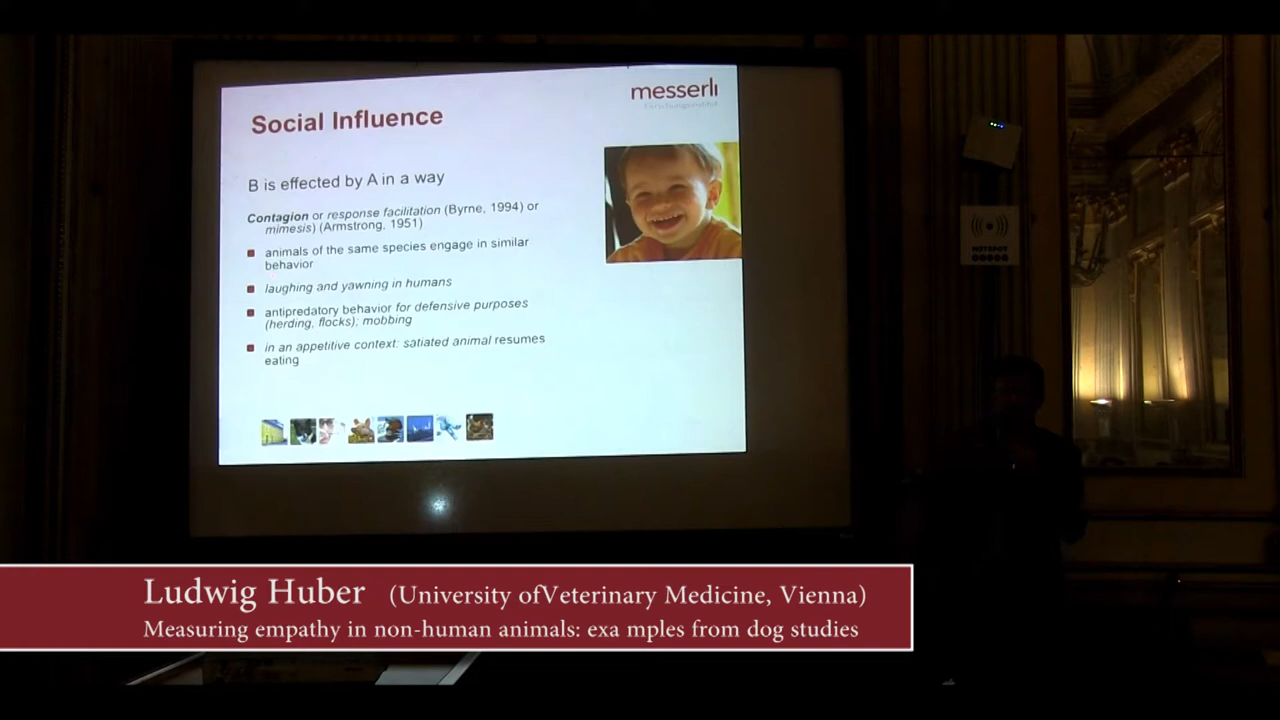 messerli
Forschungsinstitut
Social Influence
B is effected by A in a way
Contagion or response facilitation (Byrne, 1994) or
mimesis) (Armstrong, 1951)
animals of the same species engage in similar
behavior
laughing and yawning in humans
antipredatory behavior for defensive purposes
(herding, flocks); mobbing
in an appetitive context: satiated animal resumes
eating
HOTSPOT
Ludwig Huber (University ofVeterinary Medicine, Vienna)
Measuring empathy in non-human animals: exa mples from dog studies